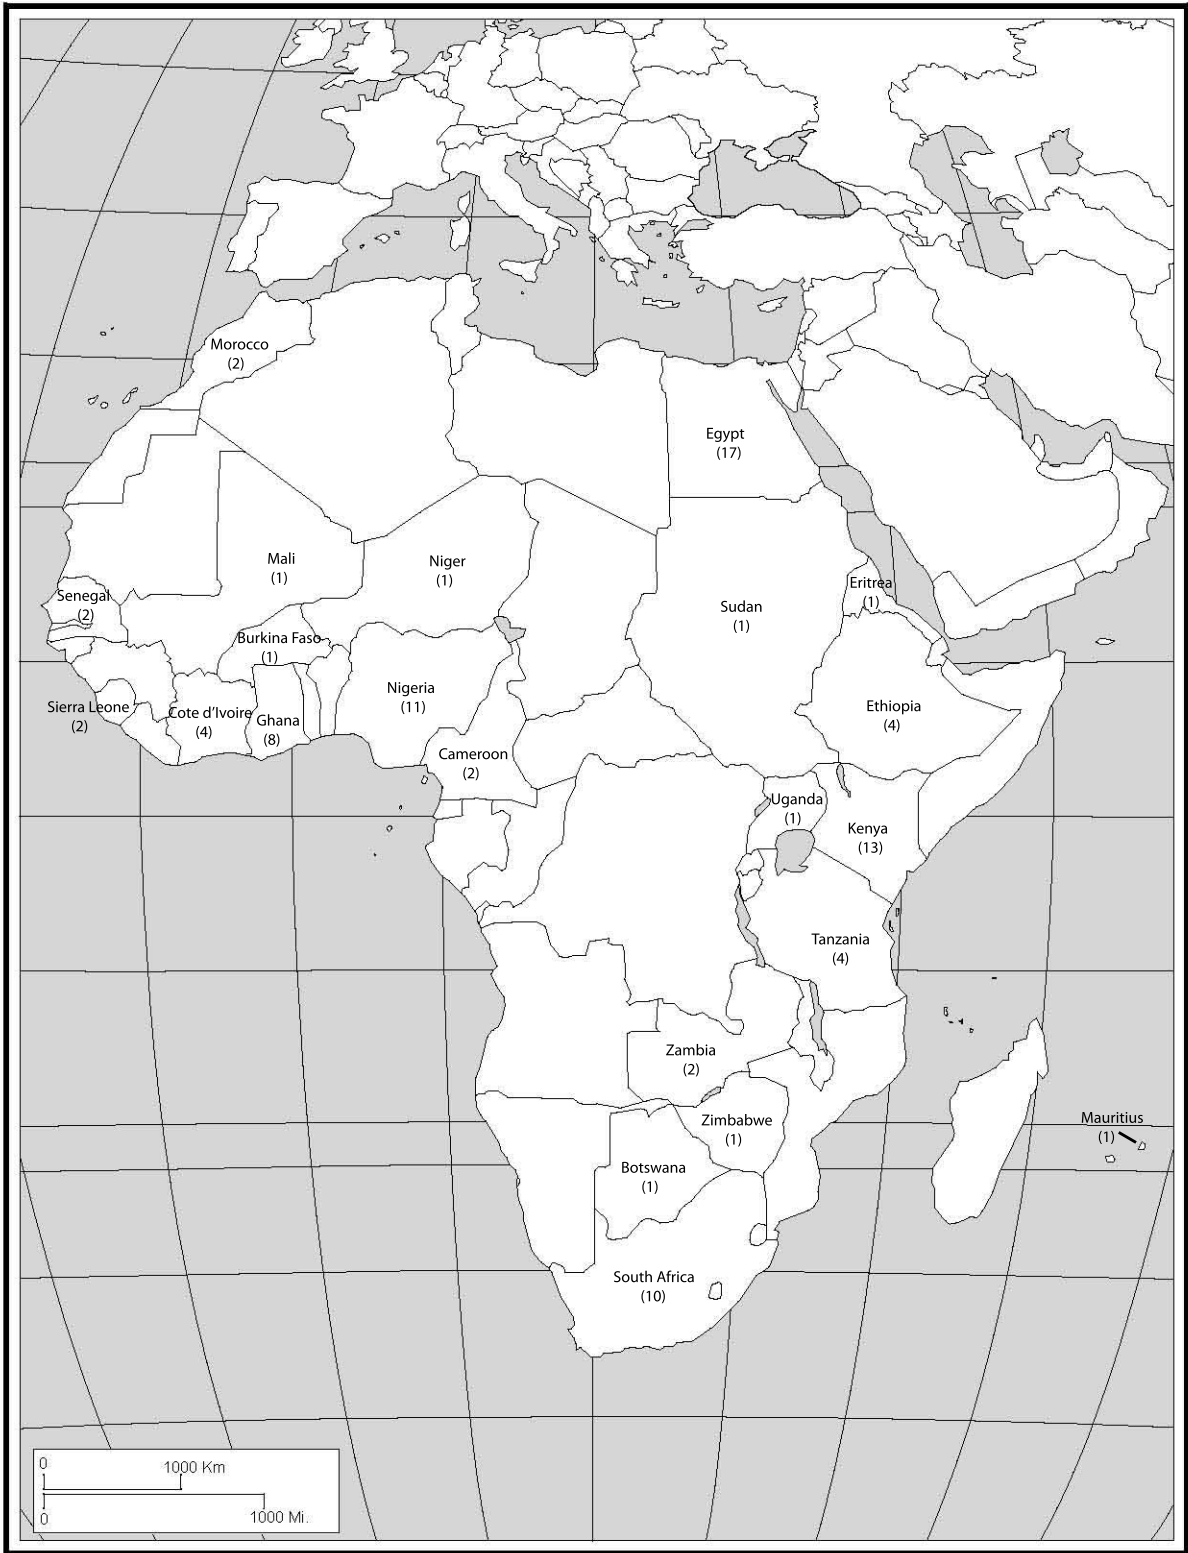 Morocco
(2)
Egypt
(17)
Mali
(1)
Niger
(1)
Senegal
(2)
Eritrea
(1)
Sudan
(1)
Burkina Faso
(1)
Nigeria
(11)
Sierra Leone
(2)
Cote d'Ivoire
(4)
Ghana
(8)
Ethiopia
(4)
Cameroon
(2)
Uganda
(1)
Kenya
(13)
Tanzania
(4)
Zambia
(2)
Zimbabwe
(1)
Mauritius
(1)
Botswana
(1)
South Africa
(10)
0
1000 Km
0
1000 Mi.